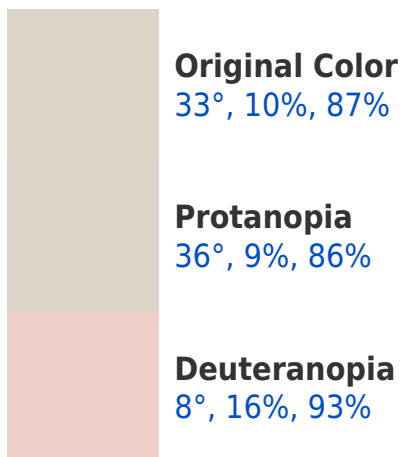 Original Color
33°, 10%, 87%
Protanopia
36°, 9%, 86%
Deuteranopia
8°, 16%, 93%